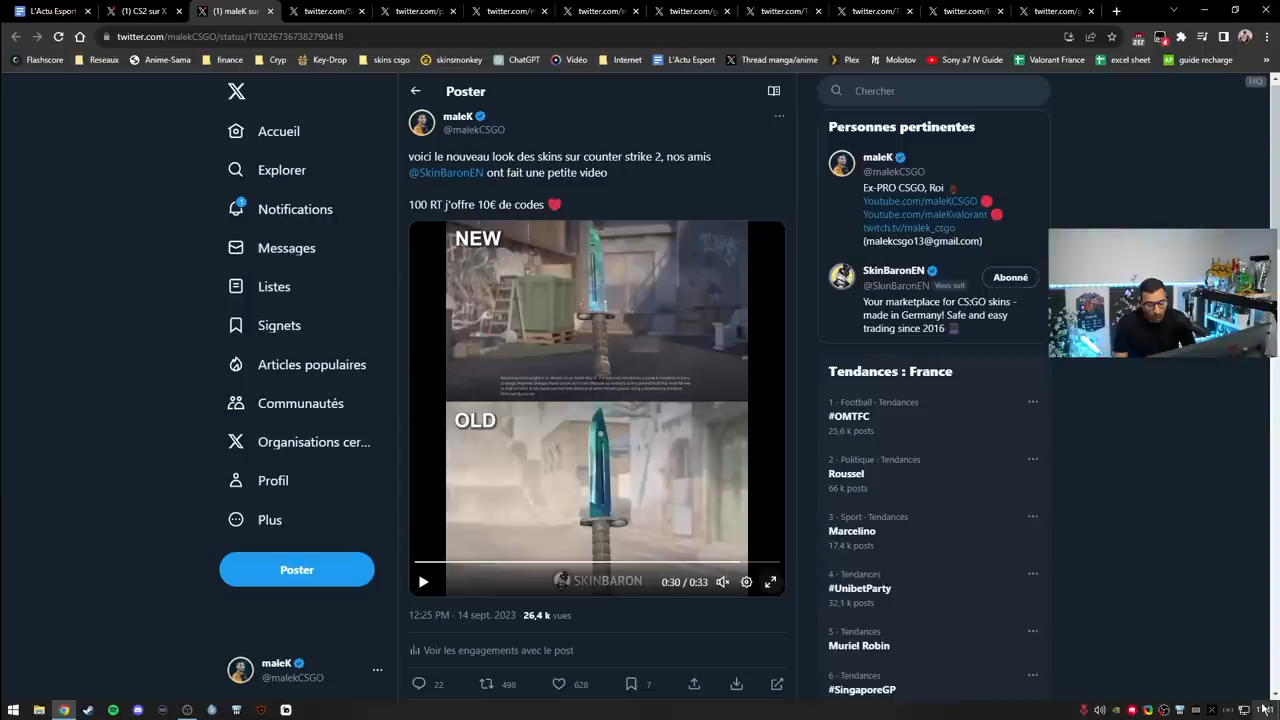 L'Actu Esport
(1) CS2 sur X
(1) maleK sur
twitter.com/S
twitter.com/p
twitter.com/malekCSGO/status/1702267367382790418
Flashscore
Reseaux
Anime-Sama
finance
Cryp
Key-Drop
skins csgo
skinsmonkey
ChatGPT
Vidéo
Internet
L'Actu Esport
Thread manga/anime
Plex
Molotov
Sony a7 IV Guide
Valorant France
excel sheet
guide recharge
HQ
Accueil
Explorer
Notifications
Messages
Listes
Signets
Articles populaires
Communautés
Organisations cer...
Profil
Plus
Poster
maleK
@malekCSGO
Poster
maleK
@malekCSGO
voici le nouveau look des skins sur counter strike 2, nos amis
@SkinBaronEN ont fait une petite video
100 RT j'offre 10€ de codes
NEW
OLD
SKINBARON
0:30 / 0:33
12:25 PM · 14 sept. 2023 · 26,4 k vues
Voir les engagements avec le post
22
498
628
7
Chercher
Personnes pertinentes
maleK
@malekCSGO
Ex-PRO CSGO, Roi
Youtube.com/maleKCSGO
Youtube.com/maleKvalorant
twitch.tv/malek_csgo
(malekcsgo13@gmail.com)
SkinBaronEN
@SkinBaronEN Vous suit
Abonné
Your marketplace for CS:GO skins -
made in Germany! Safe and easy
trading since 2016
Tendances : France
1 · Football · Tendances
#OMTFC
25,6 k posts
2 · Politique · Tendances
Roussel
66 k posts
3 · Sport · Tendances
Marcelino
17,4 k posts
4 · Tendances
#UnibetParty
32,1 k posts
5 · Tendances
Muriel Robin
6 · Tendances
#SingaporeGP